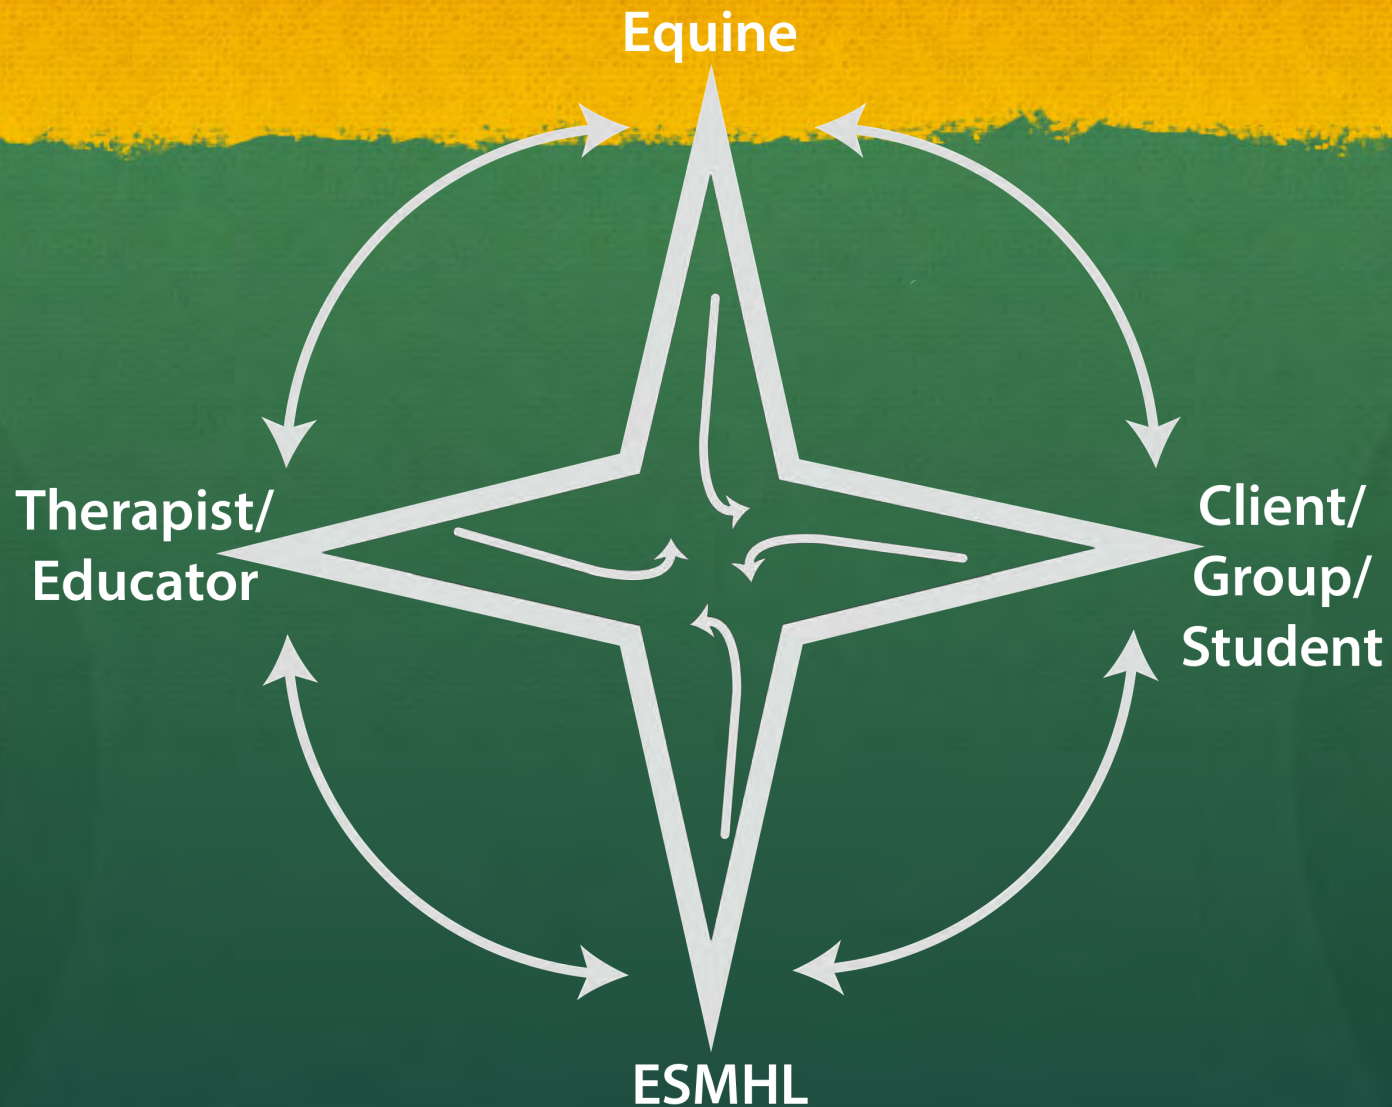 Equine
Therapist/
Educator
Client/
Group/
Student
ESMHL